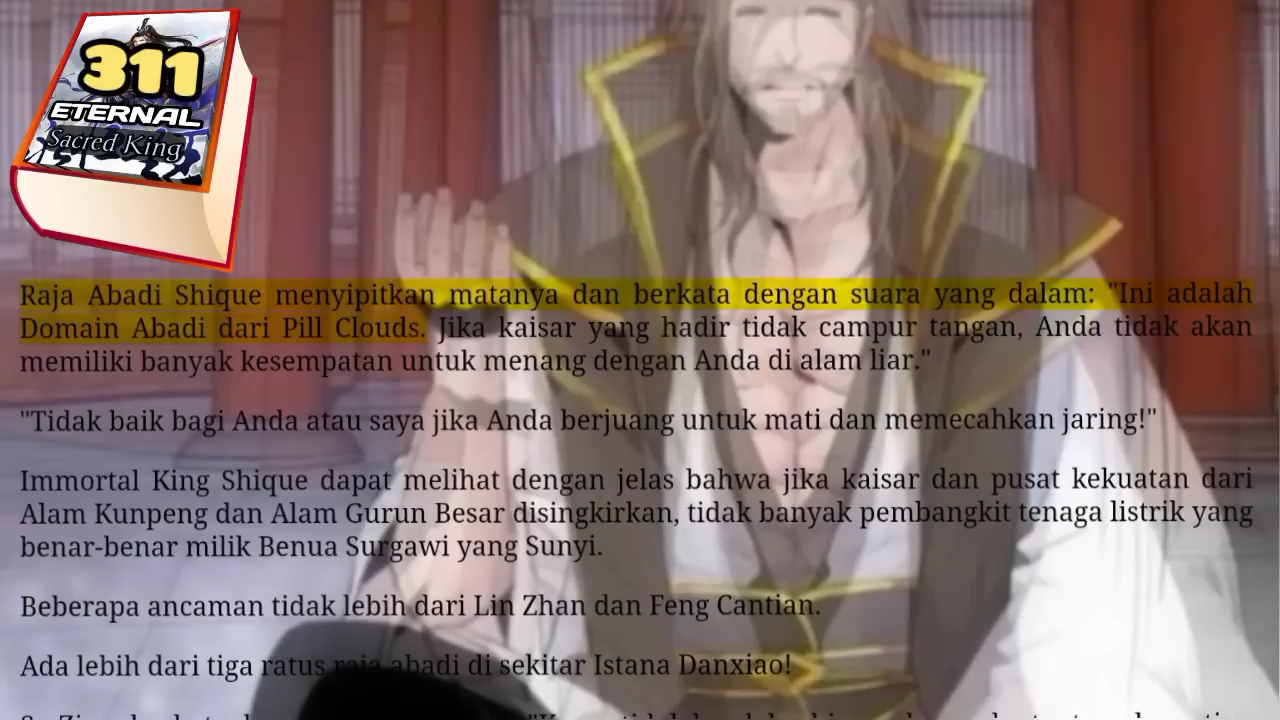 311
ETERNAL
Sacred King
Raja Abadi Shique menyipitkan matanya dan berkata dengan suara yang dalam: "Ini adalah
Domain Abadi dari Pill Clouds. Jika kaisar yang hadir tidak campur tangan, Anda tidak akan
memiliki banyak kesempatan untuk menang dengan Anda di alam liar."
"Tidak baik bagi Anda atau saya jika Anda berjuang untuk mati dan memecahkan jaring!"
Immortal King Shique dapat melihat dengan jelas bahwa jika kaisar dan pusat kekuatan dari
Alam Kunpeng dan Alam Gurun Besar disingkirkan, tidak banyak pembangkit tenaga listrik yang
benar-benar milik Benua Surgawi yang Sunyi.
Beberapa ancaman tidak lebih dari Lin Zhan dan Feng Cantian.
Ada lebih dari tiga ratus raja abadi di sekitar Istana Danxiao!